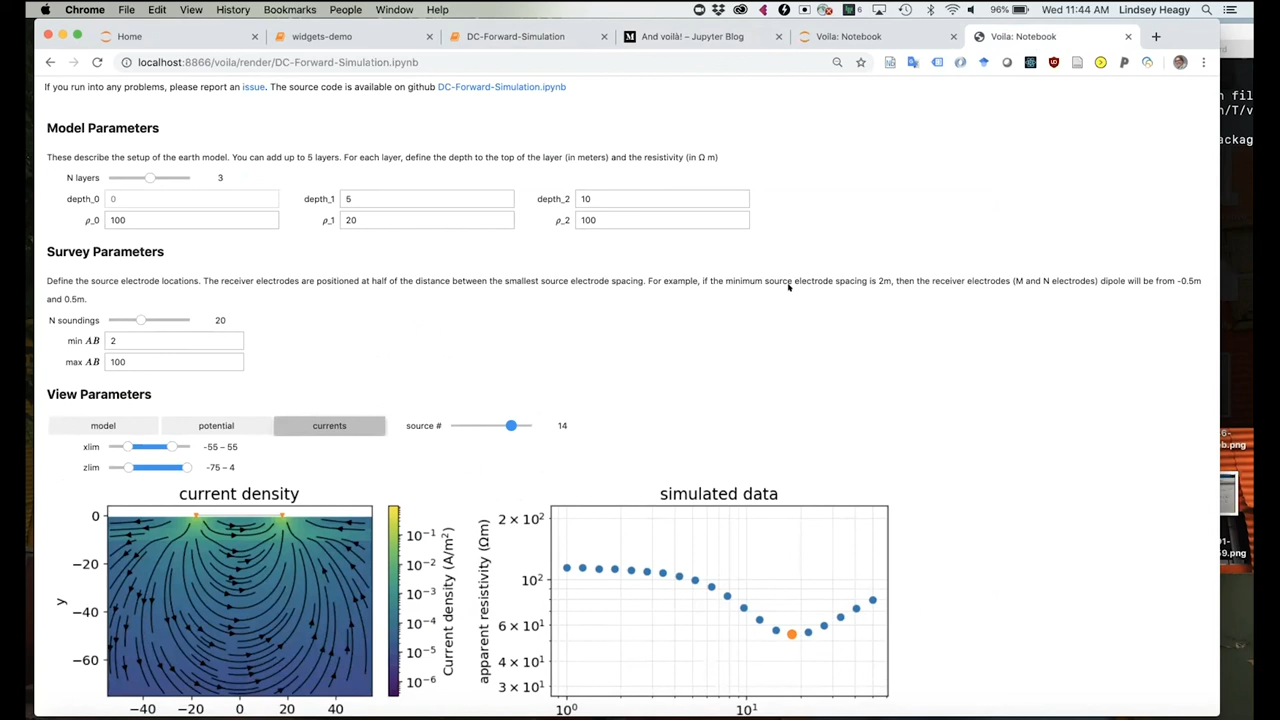 Chrome File Edit View History Bookmarks People Window Help 6 96% Wed 11:44 AM Lindsey Heagy
Home widgets-demo DC-Forward-Simulation And voilà! – Jupyter Blog Voila: Notebook Voila: Notebook
localhost:8866/voila/render/DC-Forward-Simulation.ipynb
If you run into any problems, please report an issue. The source code is available on github DC-Forward-Simulation.ipynb
Model Parameters
These describe the setup of the earth model. You can add up to 5 layers. For each layer, define the depth to the top of the layer (in meters) and the resistivity (in Ω m)
N layers 3
depth_0 0 depth_1 5 depth_2 10
ρ_0 100 ρ_1 20 ρ_2 100
Survey Parameters
Define the source electrode locations. The receiver electrodes are positioned at half of the distance between the smallest source electrode spacing. For example, if the minimum source electrode spacing is 2m, then the receiver electrodes (M and N electrodes) dipole will be from -0.5m
and 0.5m.
N soundings 20
min AB 2
max AB 100
View Parameters
model potential currents source # 14
xlim -55 – 55
zlim -75 – 4
current density simulated data
0
−20
−40
−60
y
−40 −20 0 20 40
10⁻¹
10⁻²
10⁻³
10⁻⁴
10⁻⁵
10⁻⁶
Current density (A/m²)
apparent resistivity (Ωm)
2 × 10²
10²
6 × 10¹
4 × 10¹
3 × 10¹
10⁰ 10¹